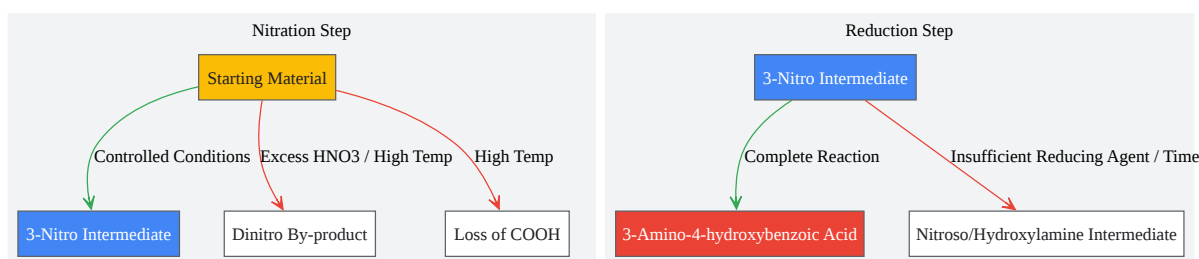 Nitration Step
Starting Material
Controlled Conditions
Excess HNO3 / High Temp
High Temp
3-Nitro Intermediate
Dinitro By-product
Loss of COOH
Reduction Step
3-Nitro Intermediate
Complete Reaction
Insufficient Reducing Agent / Time
3-Amino-4-hydroxybenzoic Acid
Nitroso/Hydroxylamine Intermediate